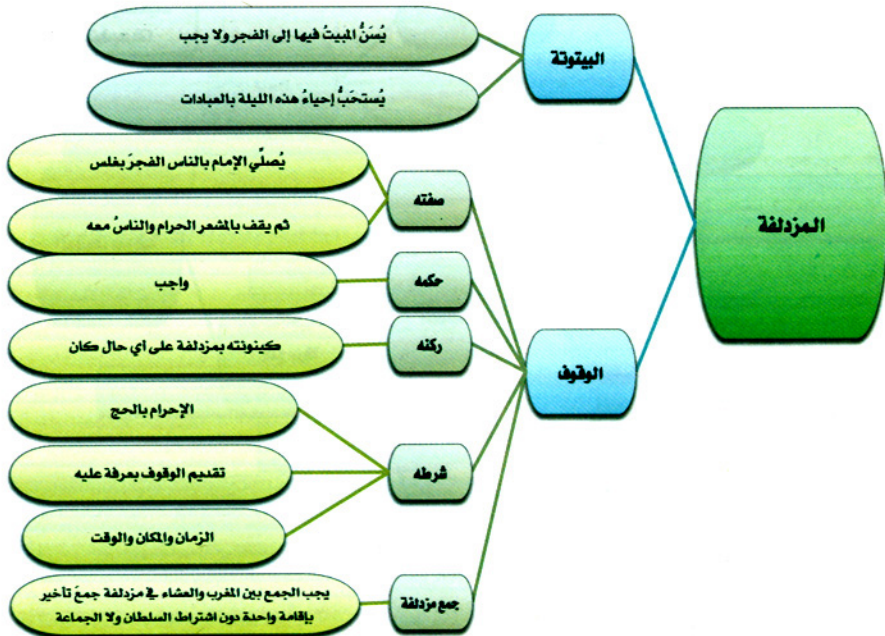 المزدلفة
البيتوتة
يُسَنُّ المبيتُ فيها إلى الفجر ولا يجب
يُستحَبُّ إحياءُ هذه الليلة بالعبادات
الوقوف
صفته
يُصلِّي الإمام بالناس الفجرَ بغلس
ثم يقف بالمشعر الحرام والناسُ معه
حكمه
واجب
ركنه
كينونته بمزدلفة على أي حال كان
شرطه
الإحرام بالحج
تقديم الوقوف بعرفة عليه
الزمان والمكان والوقت
جمع مزدلفة
يجب الجمع بين المغرب والعشاء في مزدلفة جمعَ تأخير
بإقامة واحدة دون اشتراط السلطان ولا الجماعة